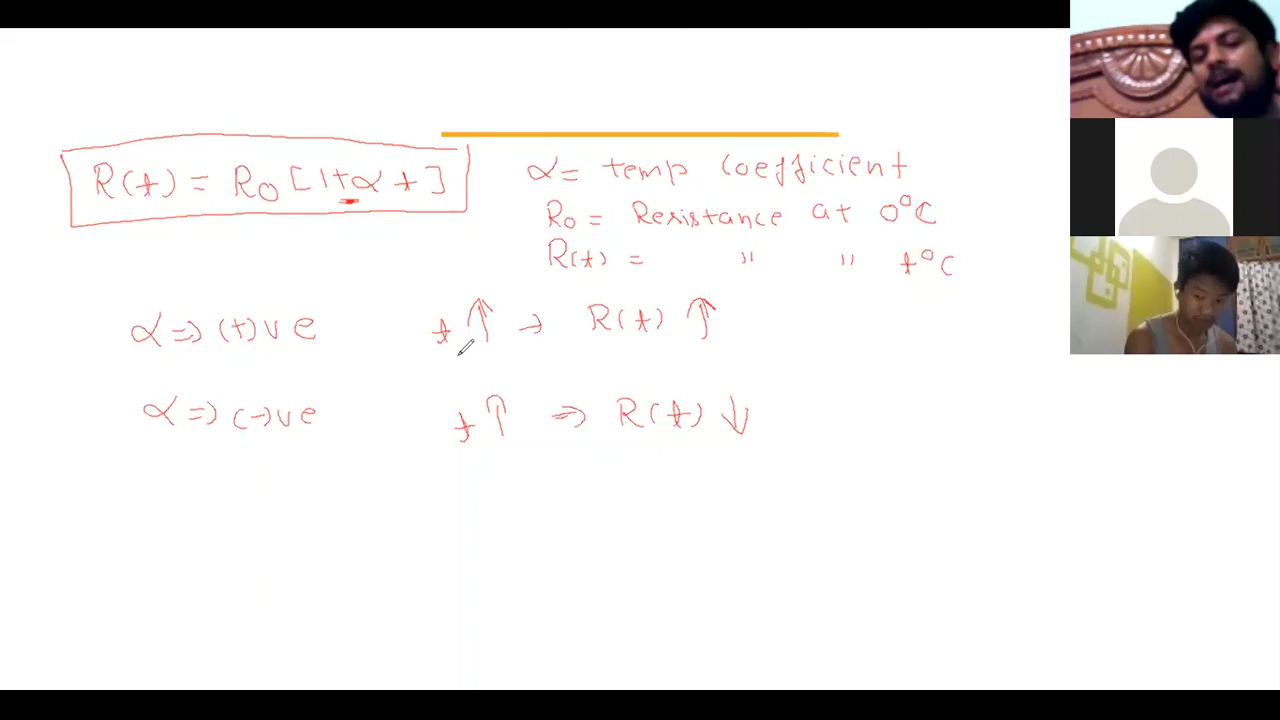 R(t) = R₀ [1+α t]
α = temp coefficient
R₀ = Resistance at 0°C
R(t) = " " t°C
α ⇒ (+)ve t ↑ → R(t) ↑
α ⇒ (-)ve t ↑ ⇒ R(t) ↓